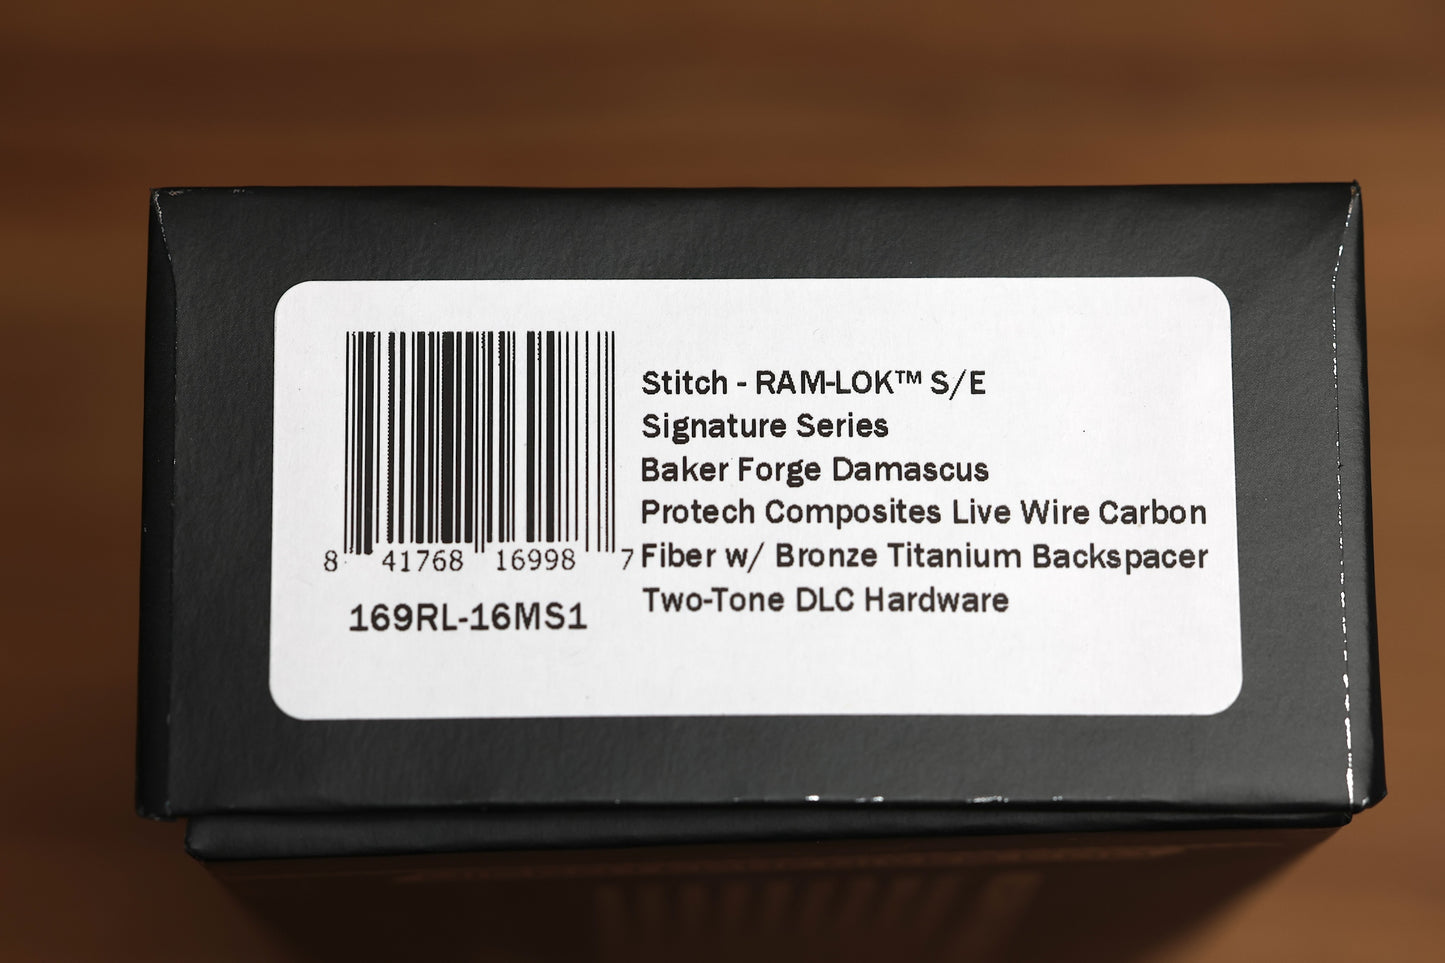 Stitch - RAM-LOK™ S/E
Signature Series
Baker Forge Damascus
Protech Composites Live Wire Carbon
Fiber w/ Bronze Titanium Backspacer
Two-Tone DLC Hardware
8 41768 16998 7
169RL-16MS1